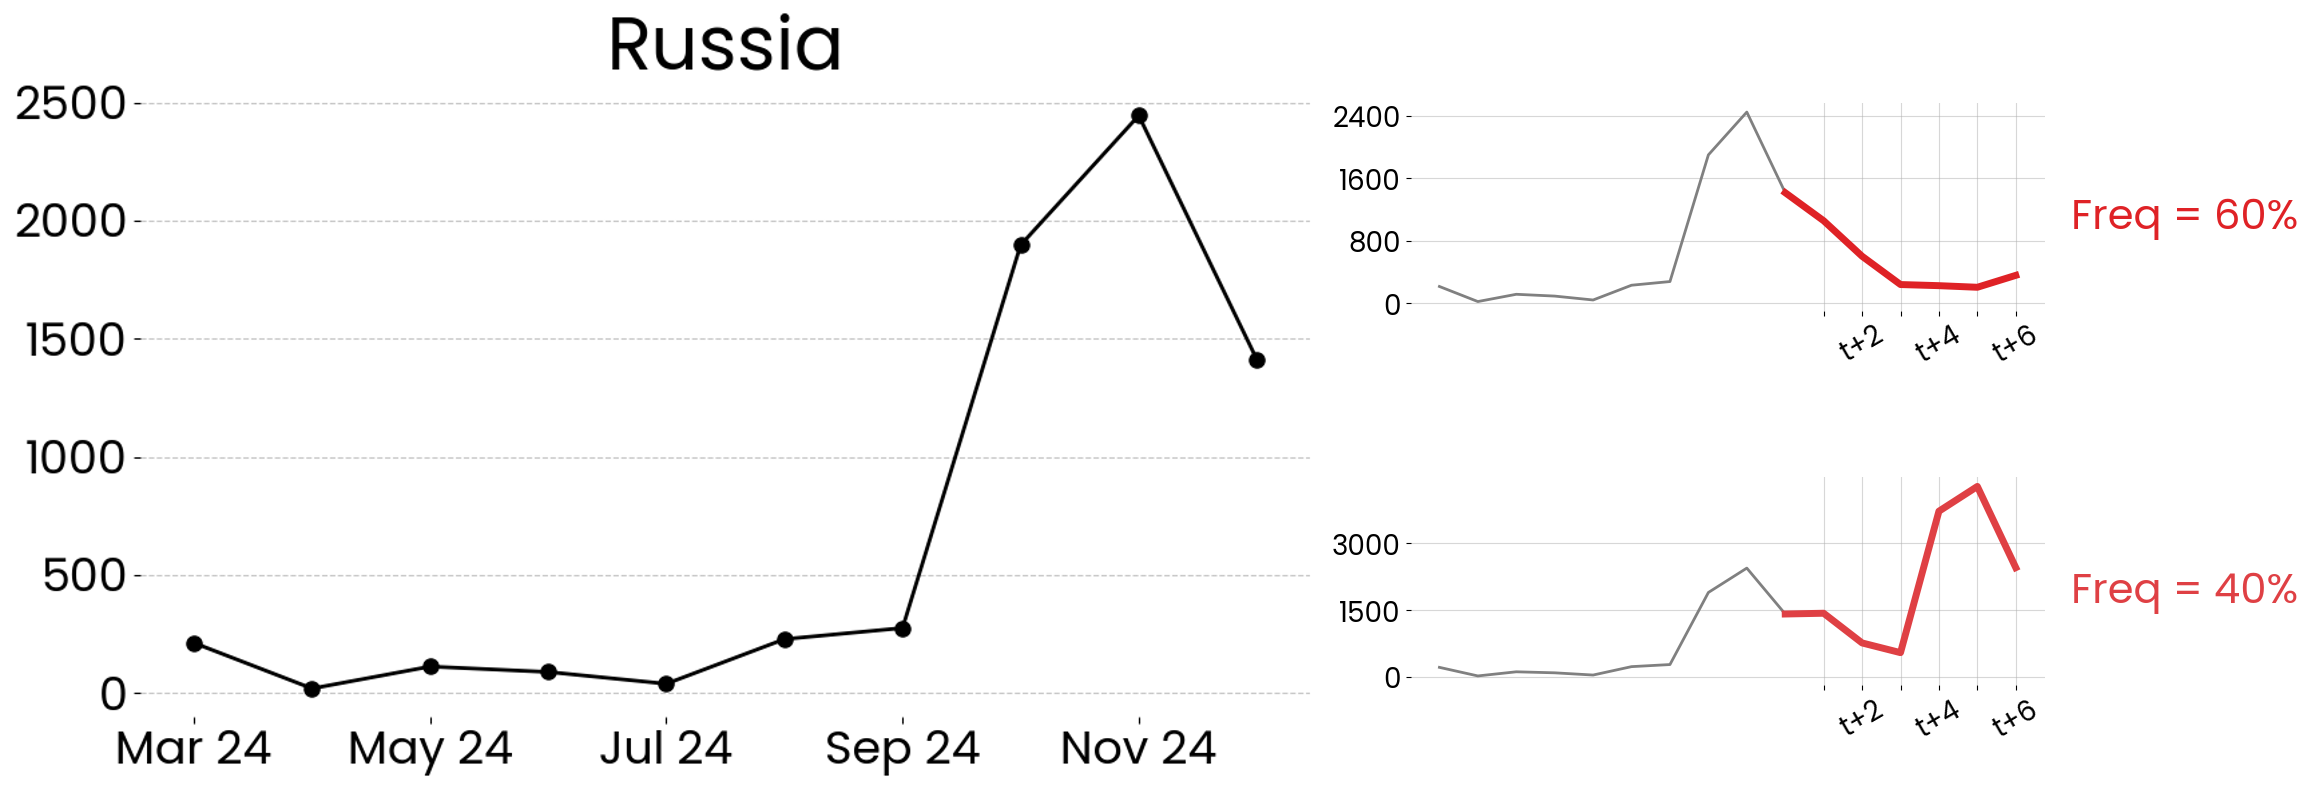 Russia
2500
2000
1500
1000
500
0
Mar 24
May 24
Jul 24
Sep 24
Nov 24
2400
1600
800
0
t+2
t+4
t+6
Freq = 60%
3000
1500
0
t+2
t+4
t+6
Freq = 40%